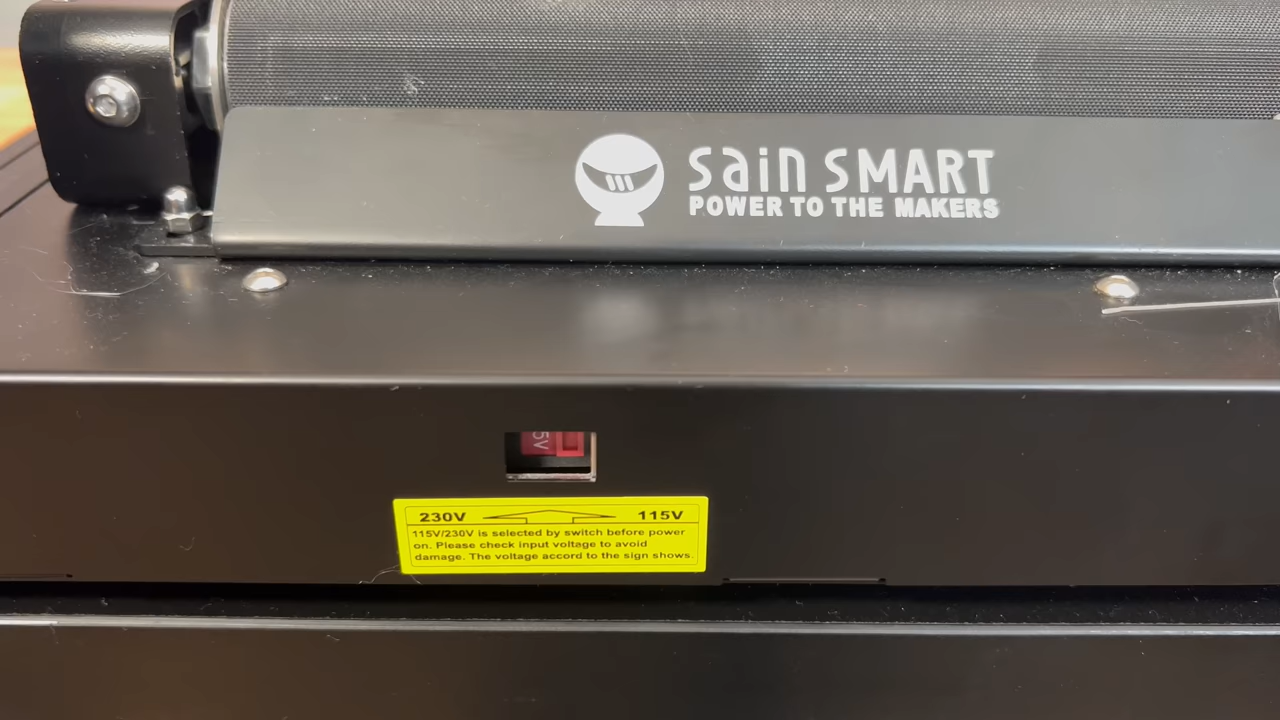 sain SMART
POWER TO THE MAKERS
5V
230V 115V
115V/230V is selected by switch before power
on. Please check input voltage to avoid
damage. The voltage accord to the sign shows.